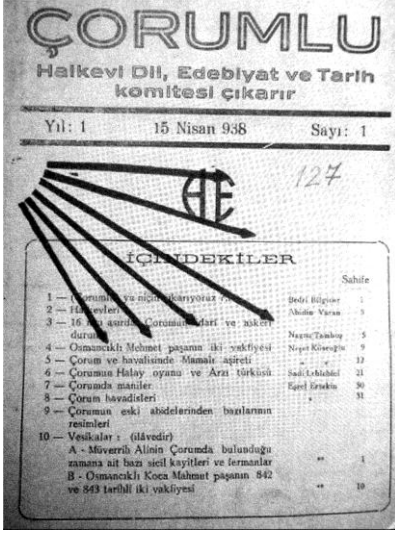 ÇORUMLU
Halkevi Dil, Edebiyat ve Tarih
komitesi çıkarır
Yıl: 1 15 Nisan 938 Sayı: 1
127
İÇİNDEKİLER
Sahife
1 — Çorumlu yu niçin çıkarıyoruz Bedri Bilginer 1
2 — Halkevleri Abidin Varan 3
3 — 16 ıncı asırda Çorumun idari ve askeri
durumu Nazmi Tombuş 5
4 — Osmancıklı Mehmet paşanın iki vakfiyesi Neşet Köseoğlu 9
5 — Çorum ve havalisinde Mamalı aşireti " " 12
6 — Çorumun Halay oyunu ve Arzı türküsü Sadi Leblebici 21
7 — Çorumda maniler Eşref Ertekin 30
8 — Çorum havadisleri " 31
9 — Çorumun eski abidelerinden bazılarının
resimleri
10 — Vesikalar : (ilâvedir)
A - Müverrih Alinin Çorumda bulunduğu
zamana ait bazı sicil kayitleri ve fermanlar " 1
B - Osmancıklı Koca Mahmut paşanın 842
ve 843 tarihli iki vakfiyesi " 10